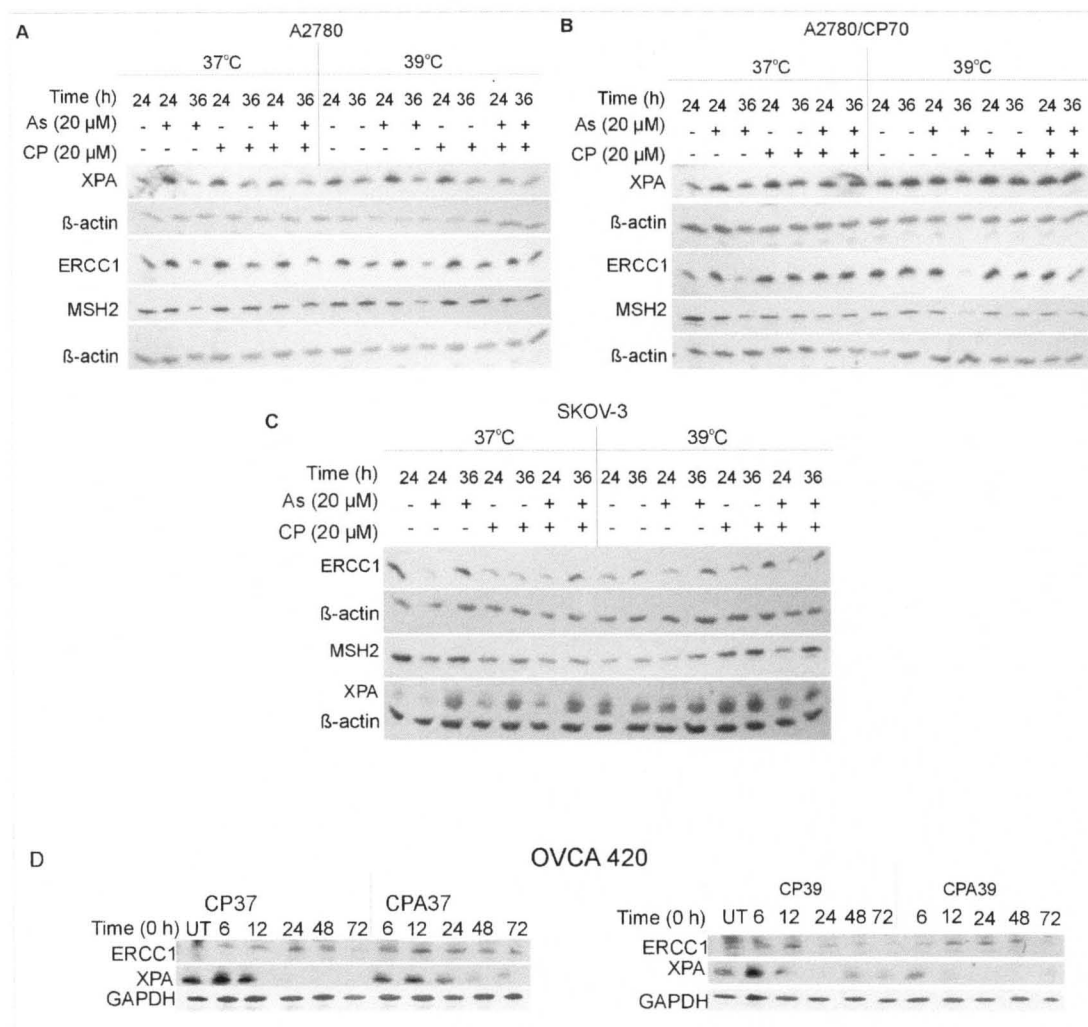 A
A2780
37°C 39°C
Time (h) 24 24 36 24 36 24 36 24 36 24 36 24 36 24 36
As (20 µM) - + + - - + + - - + + - - + +
CP (20 µM) - - - + + + + - - - - + + + +
XPA
ß-actin
ERCC1
MSH2
ß-actin
B
A2780/CP70
37°C 39°C
Time (h) 24 24 36 24 36 24 36 24 36 24 36 24 36 24 36
As (20 µM) - + + - - + + - - + + - - + +
CP (20 µM) - - - + + + + - - - - + + + +
XPA
ß-actin
ERCC1
MSH2
ß-actin
C
SKOV-3
37°C 39°C
Time (h) 24 24 36 24 36 24 36 24 36 24 36 24 36 24 36
As (20 µM) - + + - - + + - - + + - - + +
CP (20 µM) - - - + + + + - - - - + + + +
ERCC1
ß-actin
MSH2
XPA
ß-actin
D
OVCA 420
CP37 CPA37
Time (0 h) UT 6 12 24 48 72 6 12 24 48 72
ERCC1
XPA
GAPDH
CP39 CPA39
Time (0 h) UT 6 12 24 48 72 6 12 24 48 72
ERCC1
XPA
GAPDH